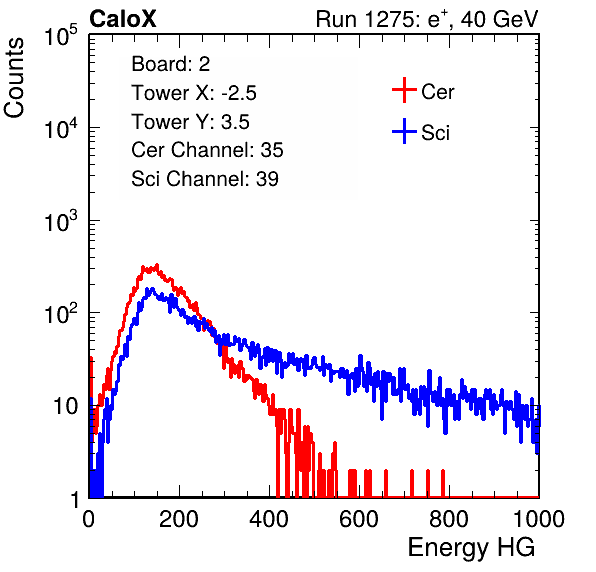 CaloX Run 1275: e⁺, 40 GeV
Counts
Board: 2
Tower X: -2.5
Tower Y: 3.5
Cer Channel: 35
Sci Channel: 39
Cer
Sci
10⁵
10⁴
10³
10²
10
1
0 200 400 600 800 1000
Energy HG